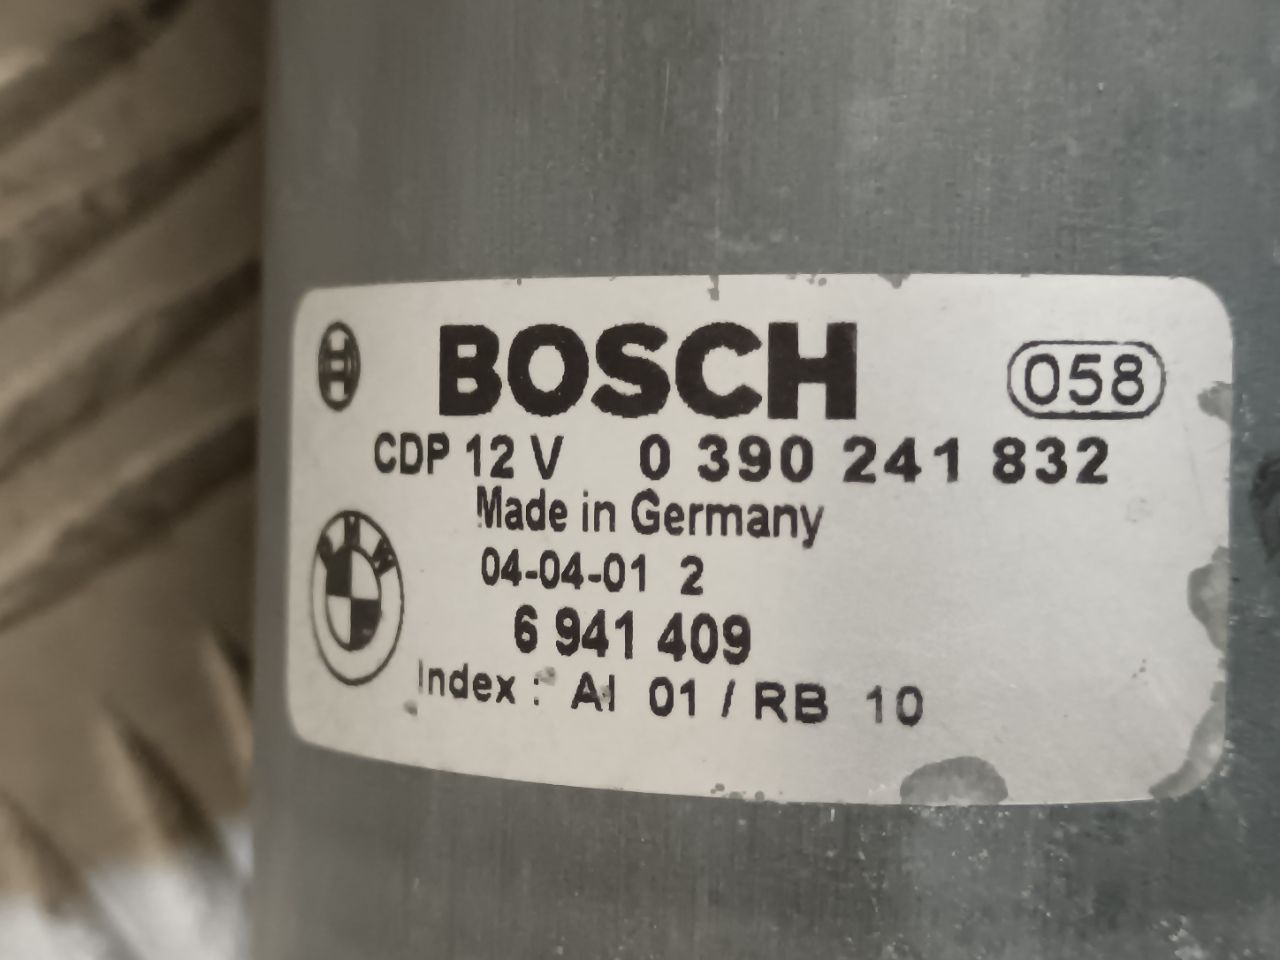 BOSCH 058
CDP 12 V 0 390 241 832
Made in Germany
BMW
04-04-01 2
6 941 409
Index : AI 01 / RB 10